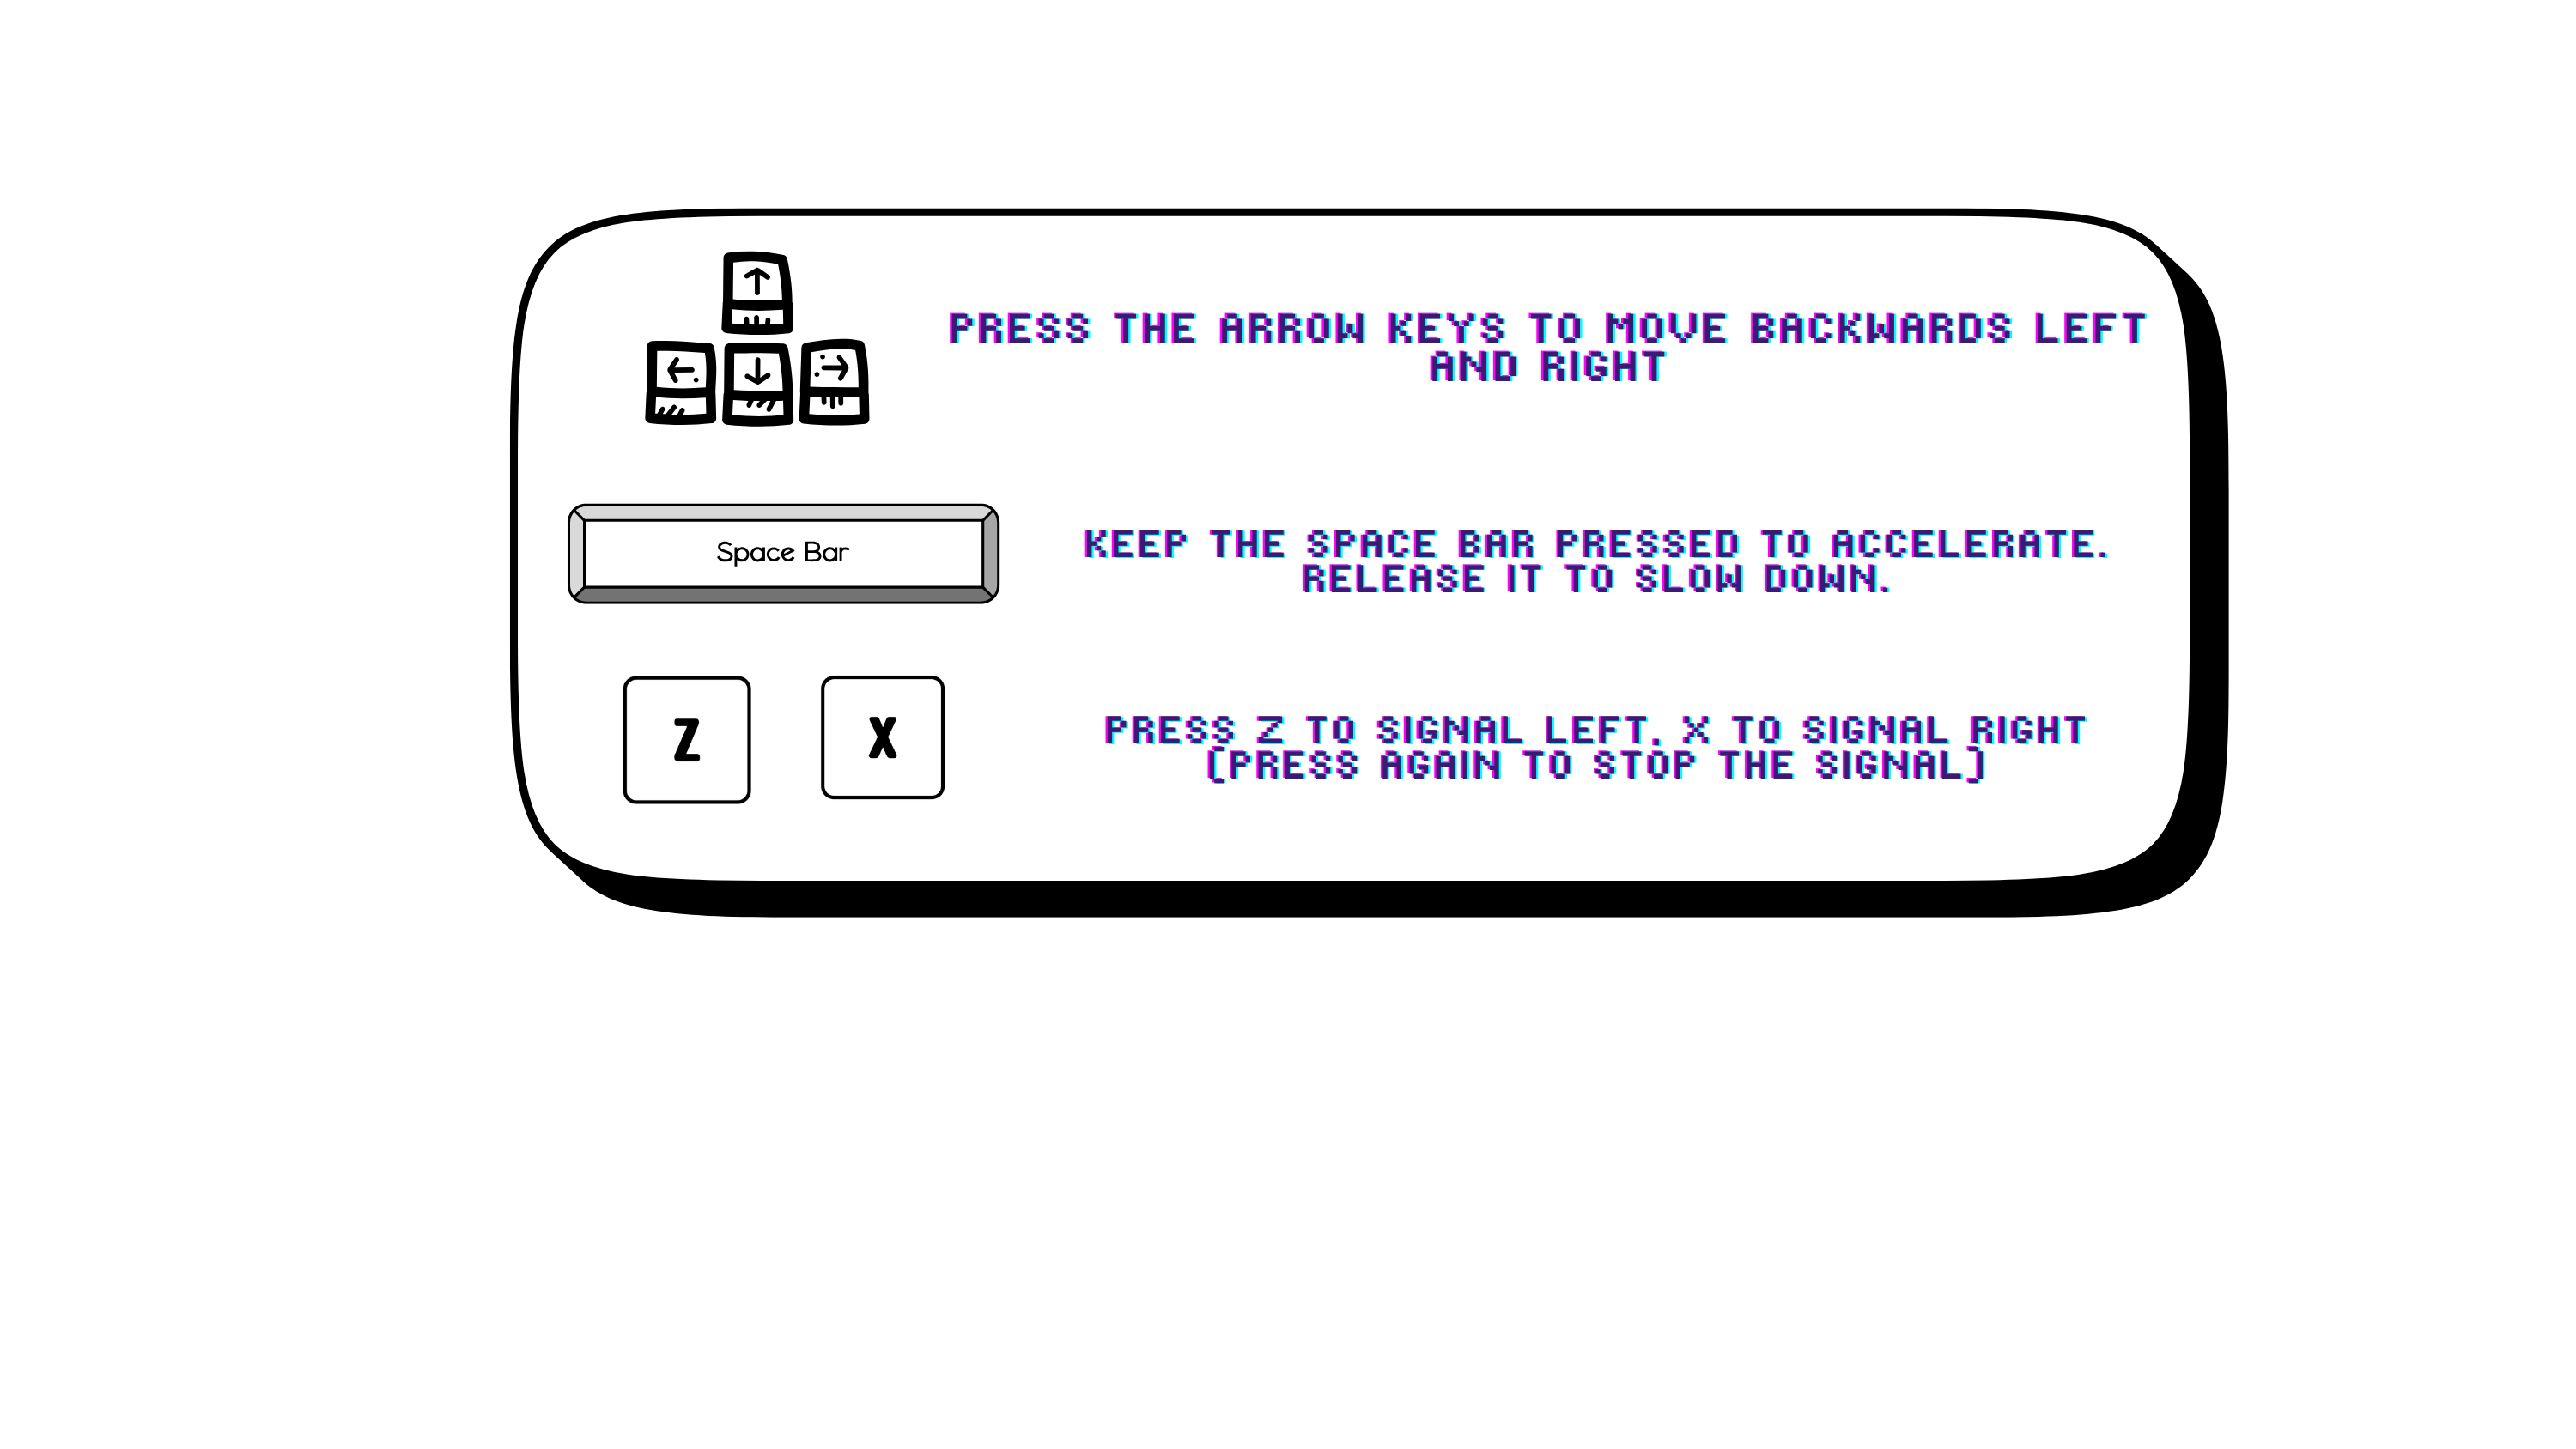 PRESS THE ARROW KEYS TO MOVE BACKWARDS LEFT
AND RIGHT
Space Bar
KEEP THE SPACE BAR PRESSED TO ACCELERATE.
RELEASE IT TO SLOW DOWN.
Z
X
PRESS Z TO SIGNAL LEFT. X TO SIGNAL RIGHT
(PRESS AGAIN TO STOP THE SIGNAL)